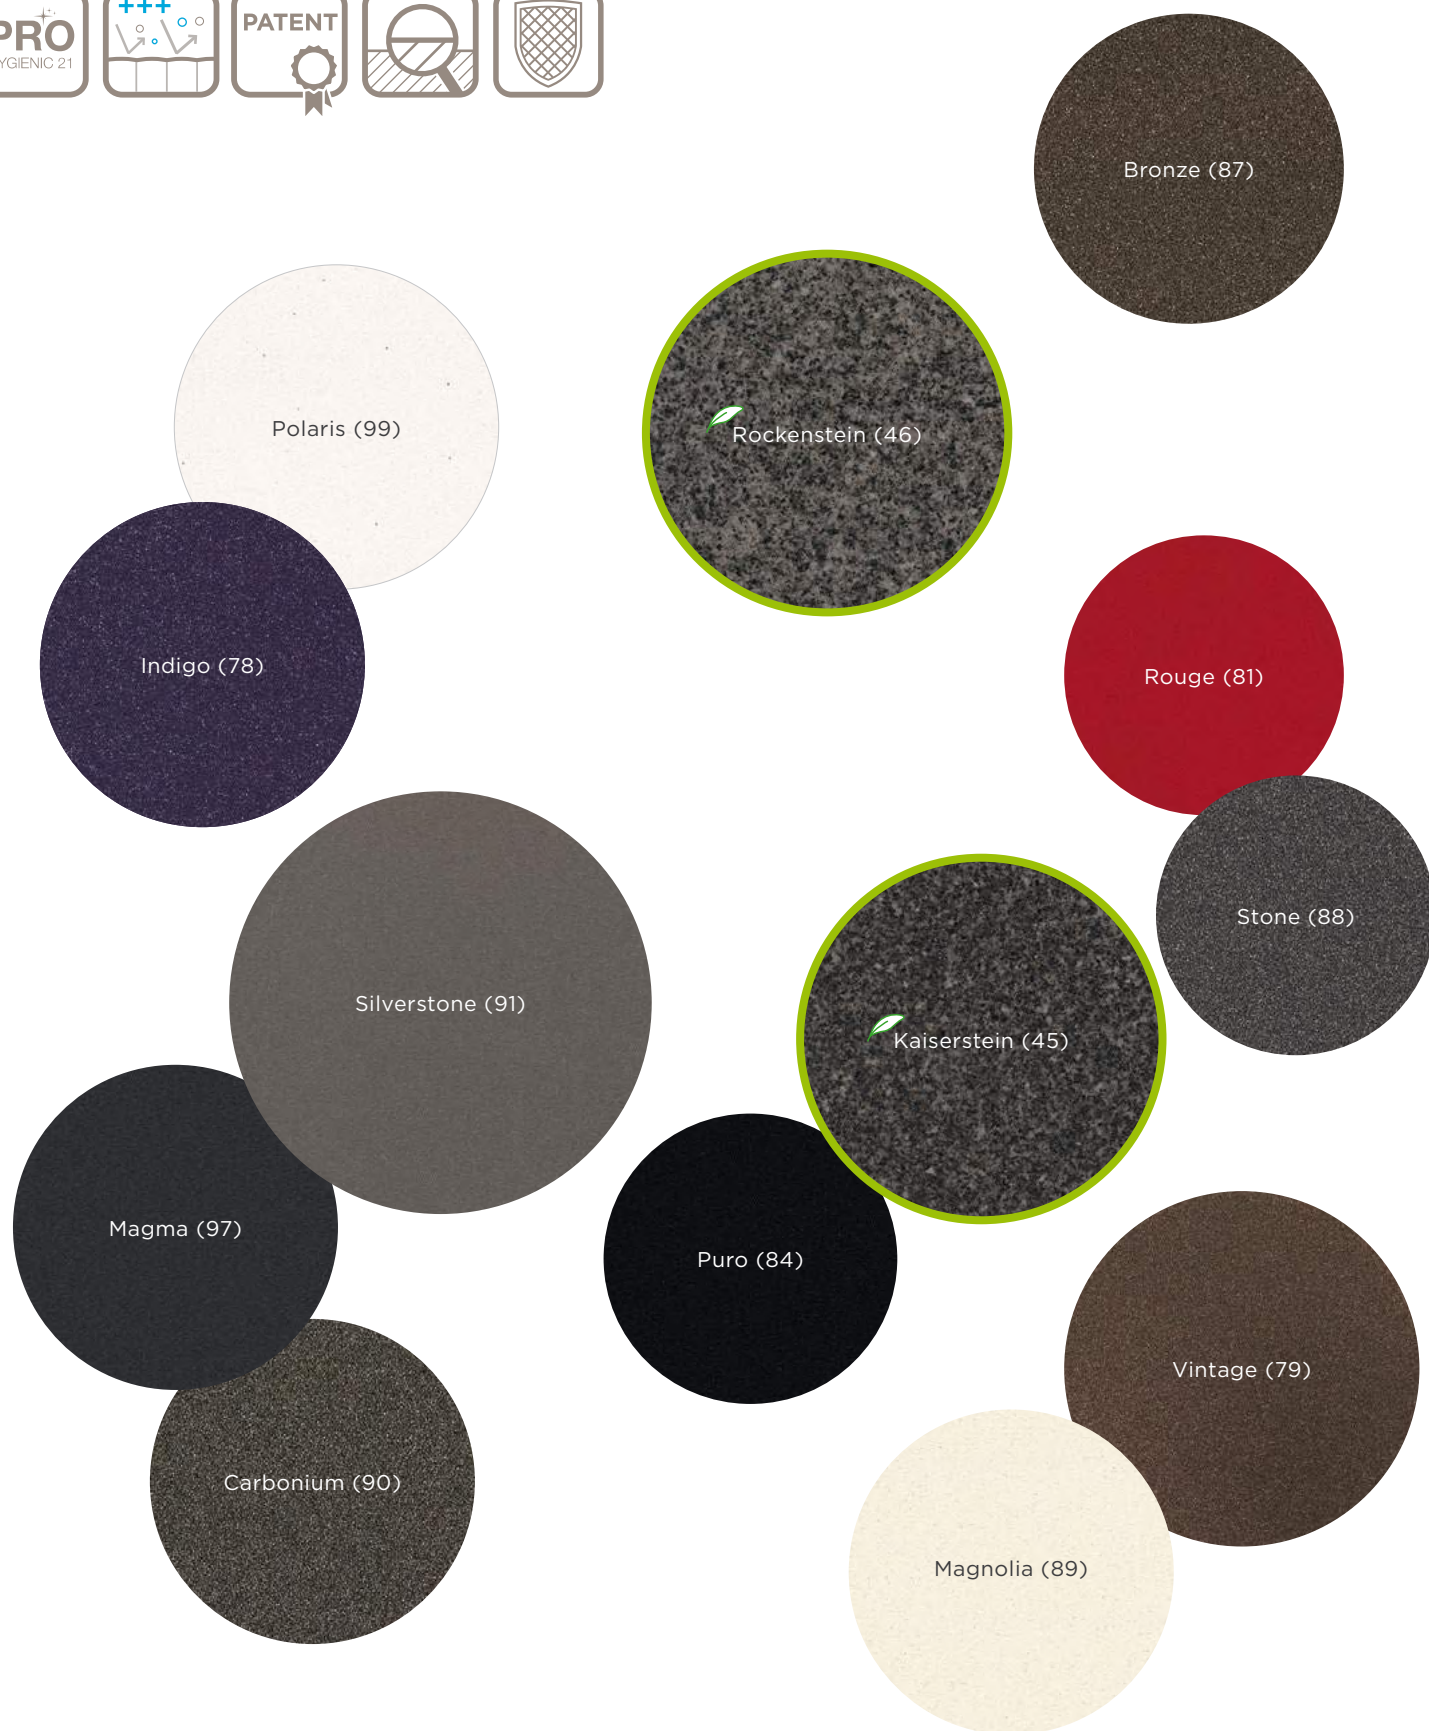 PRO
YGIENIC 21
+++
PATENT
Bronze (87)
Polaris (99)
Rockenstein (46)
Indigo (78)
Rouge (81)
Stone (88)
Silverstone (91)
Kaiserstein (45)
Magma (97)
Puro (84)
Vintage (79)
Carbonium (90)
Magnolia (89)